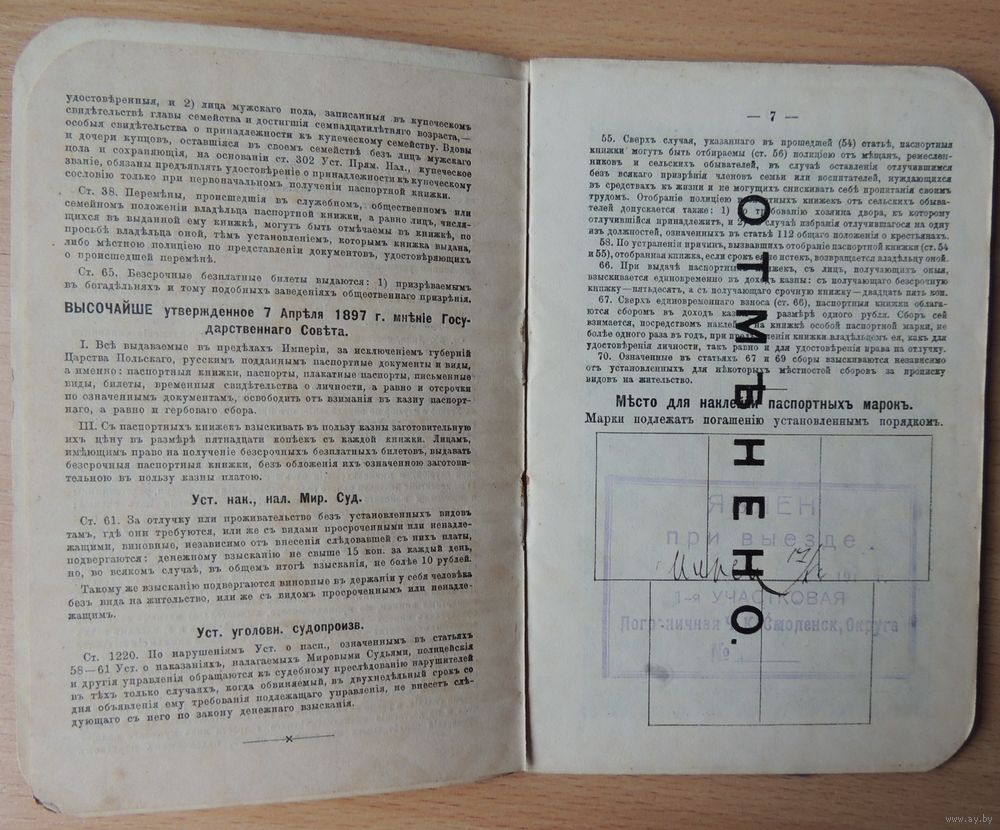 удостовѣренныя, и 2) лица мужскаго пола, записанныя въ купеческомъ
свидѣтельствѣ главы семейства и достигшія семнадцатилѣтняго возраста,—
особыя свидѣтельства о принадлежности къ купеческому семейству. Вдовы
и дочери купцовъ, оставшіяся въ своемъ семействѣ безъ лицъ мужскаго
пола и сохраняющія, на основаніи ст. 302 Уст. Прям. Нал., купеческое
званіе, обязаны предъявлять удостовѣреніе о принадлежности къ купеческому
сословію только при первоначальномъ полученіи паспортной книжки.
Ст. 38. Перемѣны, происшедшія въ служебномъ, общественномъ или
семейномъ положеніи владѣльца паспортной книжки, а равно лицъ, числя-
щихся въ выданной ему книжкѣ, могутъ быть отмѣчаемы въ книжкѣ, по
просьбѣ владѣльца оной, тѣмъ установленіемъ, которымъ книжка выдана,
либо мѣстною полиціею по представленіи документовъ, удостовѣряющихъ
о происшедшей перемѣнѣ.
Ст. 65. Безсрочные безплатные билеты выдаются: 1) призрѣваемымъ
въ богадѣльняхъ и тому подобныхъ заведеніяхъ общественнаго призрѣнія.
ВЫСОЧАЙШЕ утвержденное 7 Апрѣля 1897 г. мнѣніе Госу-
дарственнаго Совѣта.
I. Всѣ выдаваемые въ предѣлахъ Имперіи, за исключеніемъ губерній
Царства Польскаго, русскимъ подданнымъ паспортные документы и виды,
а именно: паспортныя книжки, паспорты, плакатные паспорты, письменные
виды, билеты, временныя свидѣтельства о личности, а равно и отсрочки
по означеннымъ документамъ, освободить отъ взиманія въ казну паспорт-
наго, а равно и гербоваго сбора.
III. Съ паспортныхъ книжекъ взыскивать въ пользу казны заготовительную
ихъ цѣну въ размѣрѣ пятнадцати копѣекъ съ каждой книжки. Лицамъ,
имѣющимъ право на полученіе безсрочныхъ безплатныхъ билетовъ, выдавать
безсрочныя паспортныя книжки, безъ обложенія ихъ означенною заготови-
тельною въ пользу казны платою.
Уст. нак., нал. Мир. Суд.
Ст. 61. За отлучку или проживательство безъ установленныхъ видовъ
тамъ, гдѣ они требуются, или же съ видами просроченными или ненадле-
жащими, виновные, независимо отъ внесенія слѣдовавшей съ нихъ платы,
подвергаются: денежному взысканію не свыше 15 коп. за каждый день,
но, во всякомъ случаѣ, въ общемъ итогѣ взысканія, не болѣе 10 рублей.
Такому же взысканію подвергаются виновные въ держаніи у себя человѣка
безъ вида на жительство, или же съ видомъ просроченнымъ или ненадле-
жащимъ.
Уст. уголовн. судопроизв.
Ст. 1220. По нарушеніямъ Уст. о пасп., означеннымъ въ статьяхъ
58—61 Уст. о наказаніяхъ, налагаемыхъ Мировыми Судьями, полицейскія
и другія управленія обращаются къ судебному преслѣдованію нарушителей
въ тѣхъ только случаяхъ, когда обвиняемый, въ двухнедѣльный срокъ со
дня объявленія ему требованія подлежащаго управленія, не внесетъ слѣ-
дующаго съ него по закону денежнаго взысканія.
— 7 —
55. Сверхъ случая, указаннаго въ прошедшей (54) статьѣ, паспортныя
книжки могутъ быть отбираемы (ст. 56) полиціею отъ мѣщанъ, ремеслен-
никовъ и сельскихъ обывателей, въ случаѣ оставленія отлучившимся
безъ всякаго призрѣнія членовъ семьи или воспитателей, нуждающихся
въ средствахъ къ жизни и не могущихъ снискивать себѣ пропитанія своимъ
трудомъ. Отобраніе полиціею паспортныхъ книжекъ отъ сельскихъ обыва-
телей допускается также: 1) по требованію хозяина двора, къ которому
отлучившійся принадлежитъ, и 2) въ случаѣ избранія отлучившагося на одну
изъ должностей, означенныхъ въ статьѣ 112 общаго положенія о крестьянахъ.
58. По устраненіи причинъ, вызвавшихъ отобраніе паспортной книжки (ст. 54
и 55), отобранная книжка, если срокъ ея не истекъ, возвращается владѣльцу оной.
66. При выдачѣ паспортныхъ книжекъ, съ лицъ, получающихъ оныя,
взыскивается единовременно въ доходъ казны: съ получающаго безсрочную
книжку—пятьдесятъ, а съ получающаго срочную книжку—двадцать пять коп.
67. Сверхъ единовременнаго взноса (ст. 66), паспортныя книжки облага-
ются сборомъ въ доходъ казны въ размѣрѣ одного рубля. Сборъ сей
взимается, посредствомъ наклейки на книжкѣ особой паспортной марки, не
болѣе одного раза въ годъ, при предъявленіи книжки владѣльцемъ ея, какъ для
удостовѣренія личности, такъ равно и для удостовѣренія права на отлучку.
70. Означенные въ статьяхъ 67 и 69 сборы взыскиваются независимо
отъ установленныхъ для нѣкоторыхъ мѣстностей сборовъ за прописку
видовъ на жительство.
Мѣсто для наклейки паспортныхъ марокъ.
Марки подлежатъ погашенію установленнымъ порядкомъ.
ОТМѢНЕНО.
при выезде
1-я УЧАСТКОВАЯ
Пограничная Ч.К. Смоленск, Округа
№
www.ay.by